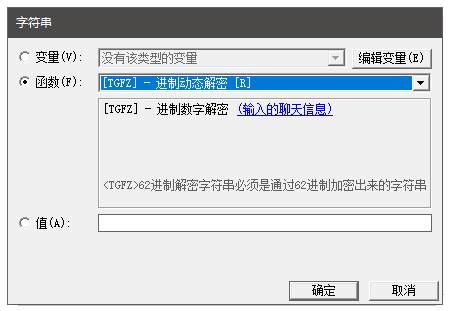 字符串
变量(V):
没有该类型的变量
编辑变量(E)
函数(F):
[TGFZ] - 进制动态解密 [R]
[TGFZ] - 进制数字解密 (输入的聊天信息)
<TGFZ>62进制解密字符串必须是通过62进制加密出来的字符串
值(A):
确定
取消